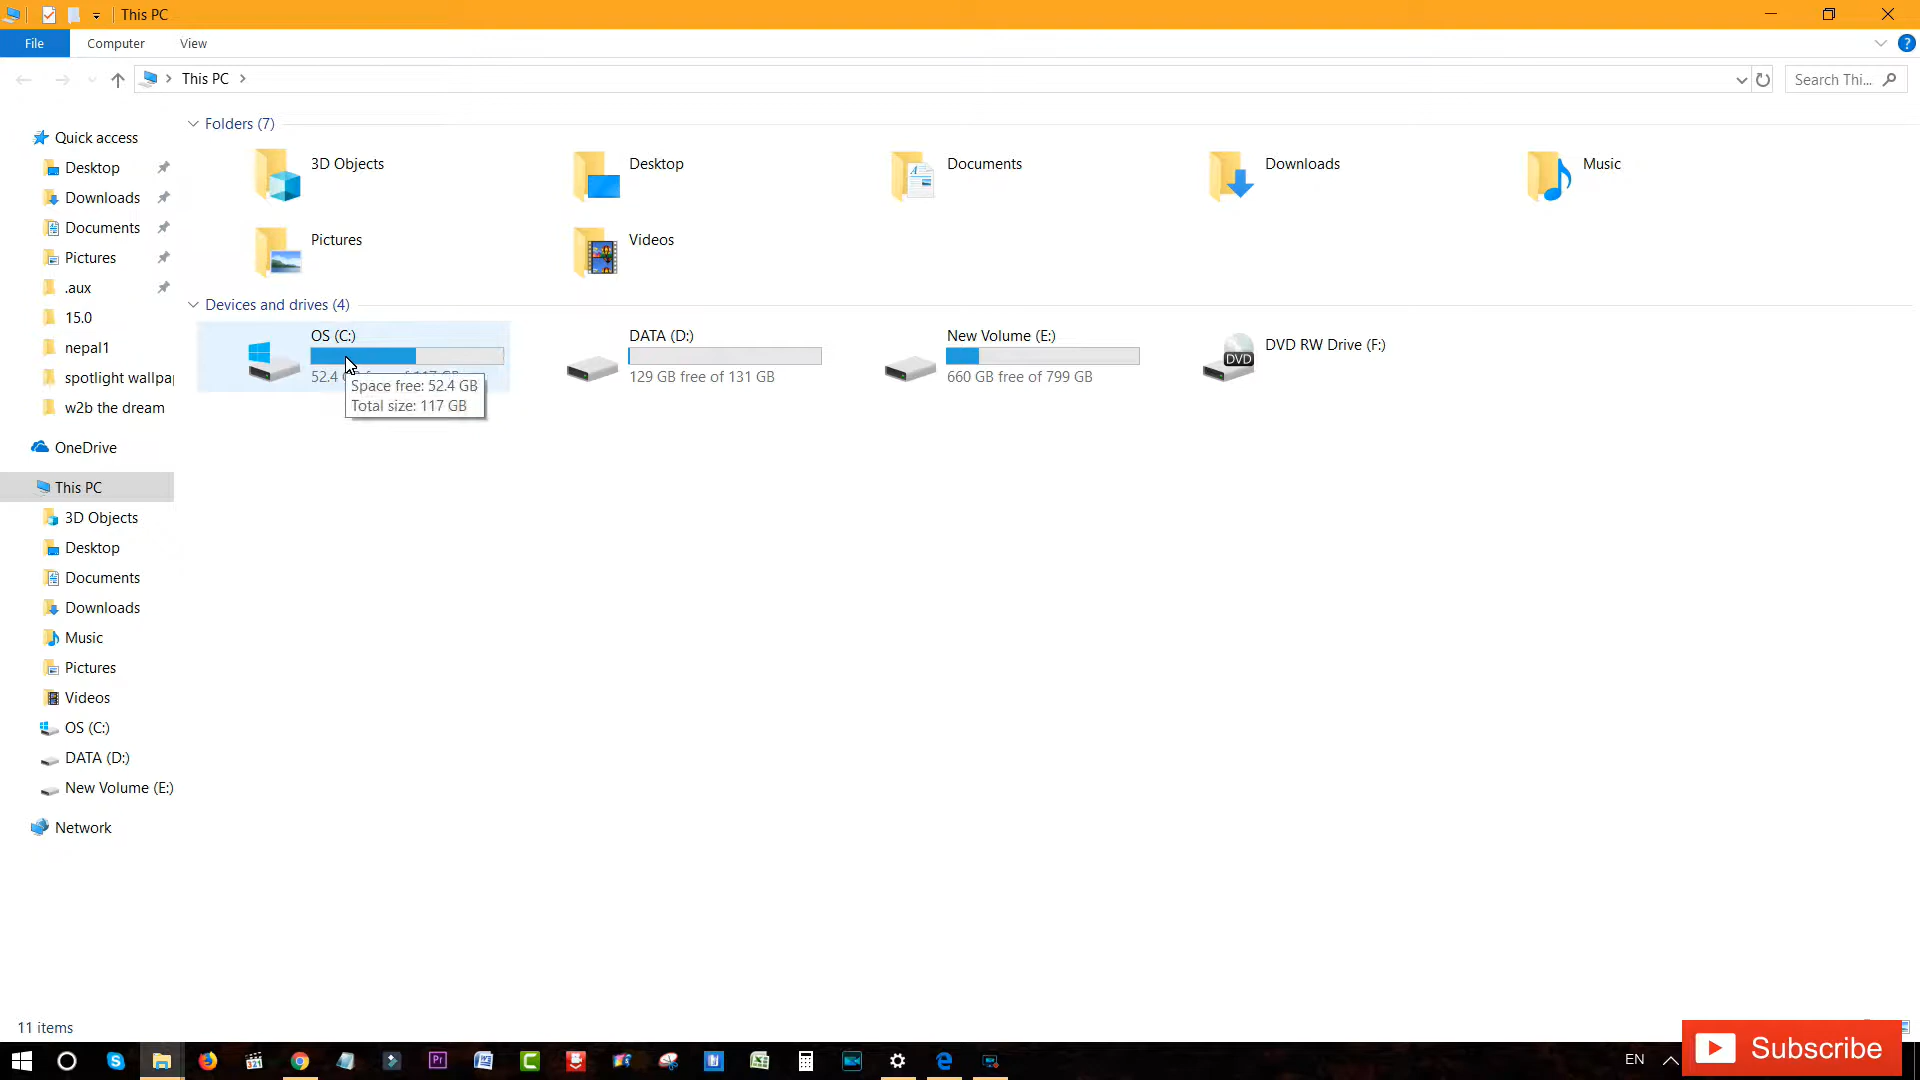 This PC
File Computer View
This PC
Search Thi...
Quick access
Desktop
Downloads
Documents
Pictures
.aux
15.0
nepal1
spotlight wallpa
w2b the dream
OneDrive
This PC
3D Objects
Desktop
Documents
Downloads
Music
Pictures
Videos
OS (C:)
DATA (D:)
New Volume (E:)
Network
Folders (7)
3D Objects
Desktop
Documents
Downloads
Music
Pictures
Videos
Devices and drives (4)
OS (C:)
52.4
Space free: 52.4 GB
Total size: 117 GB
DATA (D:)
129 GB free of 131 GB
New Volume (E:)
660 GB free of 799 GB
DVD
DVD RW Drive (F:)
11 items
Pr
EN
Subscribe